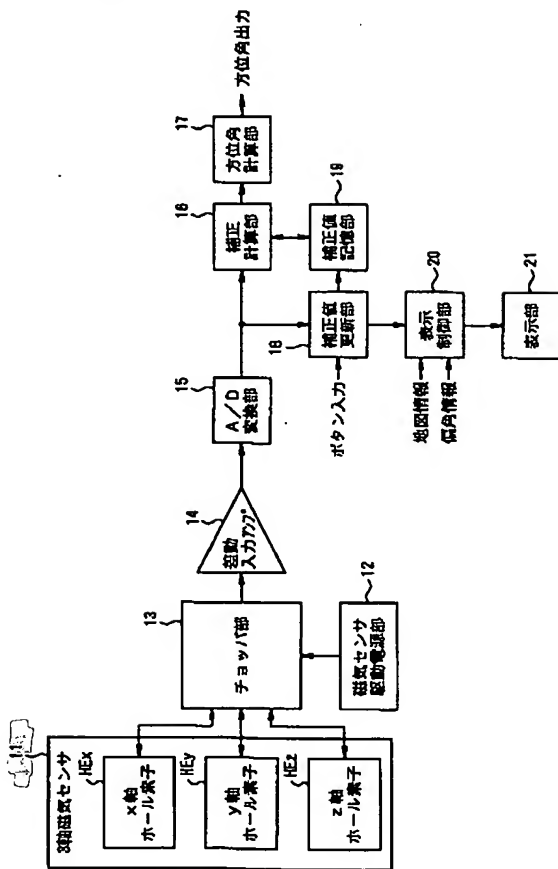 11
3軸磁気センサ
HEx
x軸
ホール素子
HEy
y軸
ホール素子
HEz
z軸
ホール素子
13
チョッパ部
12
磁気センサ
駆動電源部
14
差動
入力アンプ
15
A/D
変換部
16
補正
計算部
17
方位角
計算部
方位角出力
18
補正値
更新部
ボタン入力
19
補正値
記憶部
20
表示
制御部
地図情報
偏角情報
21
表示部